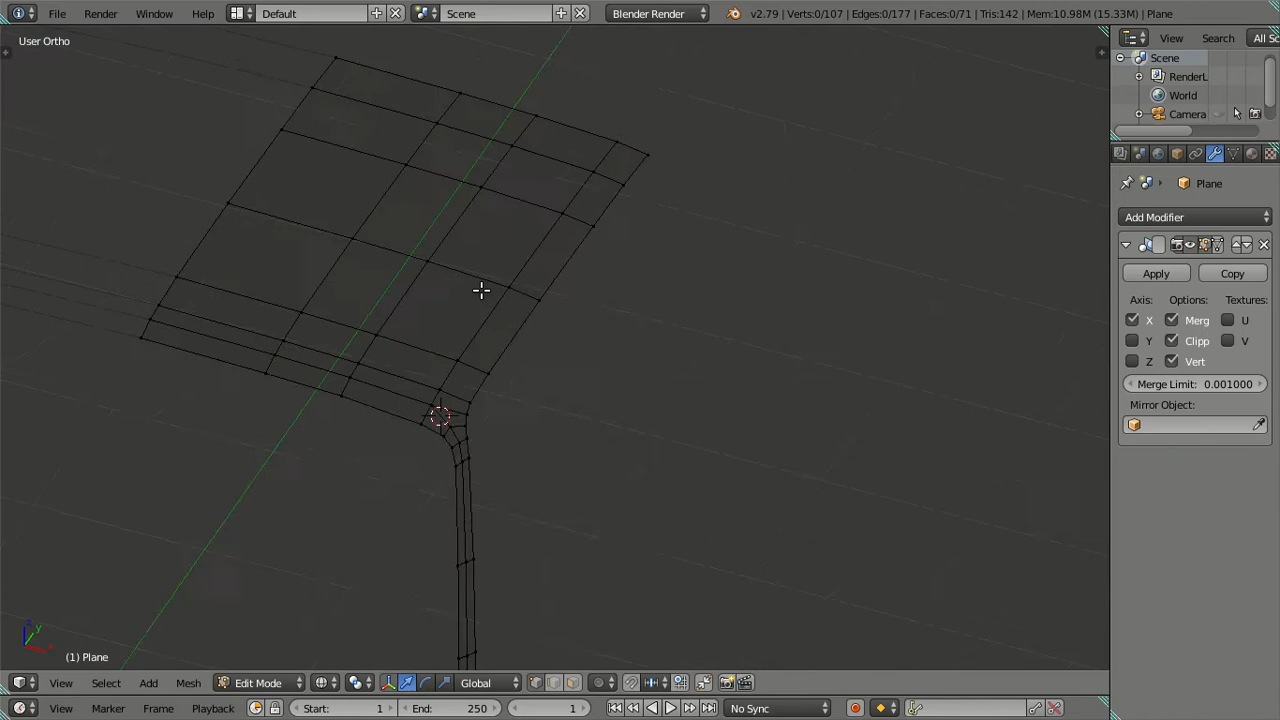 File Render Window Help Default Scene Blender Render v2.79 | Verts:0/107 | Edges:0/177 | Faces:0/71 | Tris:142 | Mem:10.98M (15.33M) | Plane
User Ortho
View Search All Sc
Scene
RenderL
World
Camera
Plane
Add Modifier
Apply Copy
Axis: Options: Textures:
X Merg U
Y Clipp V
Z Vert
Merge Limit: 0.001000
Mirror Object:
z
y
x
(1) Plane
View Select Add Mesh Edit Mode Global
View Marker Frame Playback Start: 1 End: 250 1 No Sync